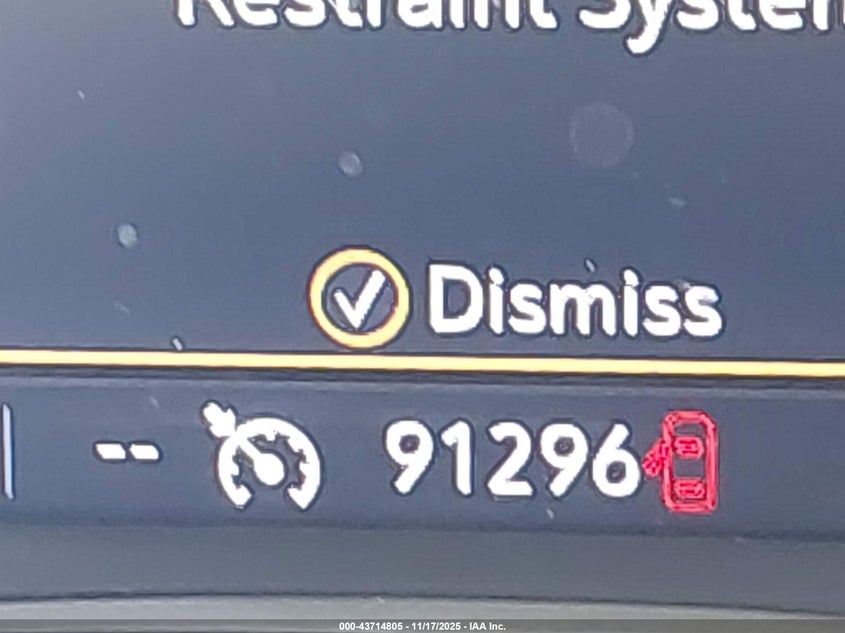 Restraint System
Dismiss
-- 91296
000-43714805 - 11/17/2025 - IAA Inc.